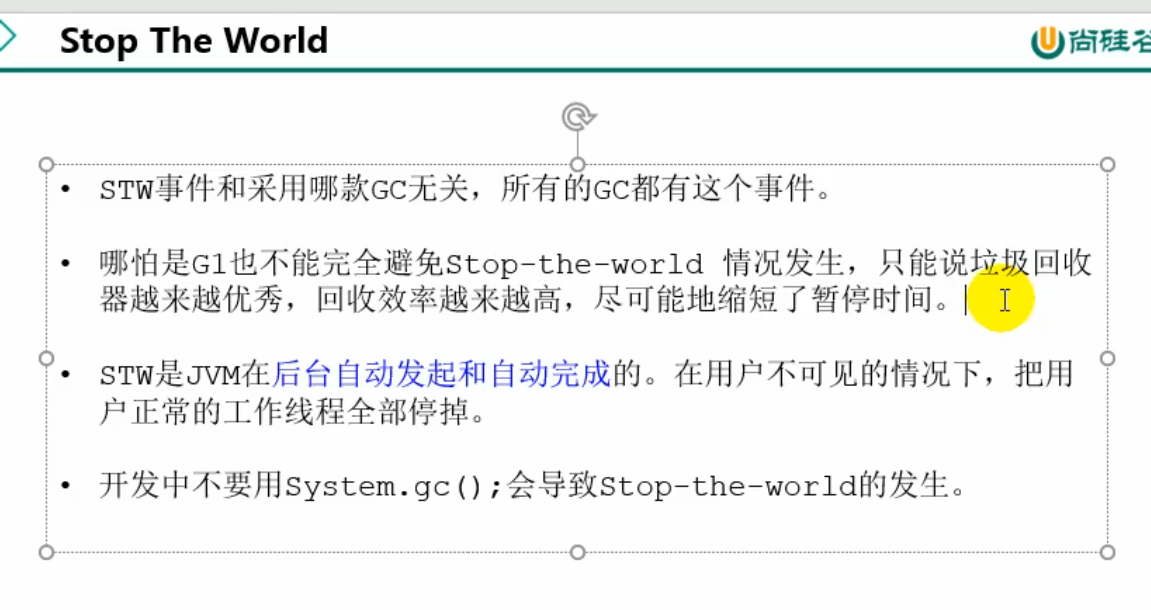 Stop The World
尚硅谷
• STW事件和采用哪款GC无关，所有的GC都有这个事件。
• 哪怕是G1也不能完全避免Stop-the-world 情况发生，只能说垃圾回收
器越来越优秀，回收效率越来越高，尽可能地缩短了暂停时间。
• STW是JVM在后台自动发起和自动完成的。在用户不可见的情况下，把用
户正常的工作线程全部停掉。
• 开发中不要用System.gc();会导致Stop-the-world的发生。